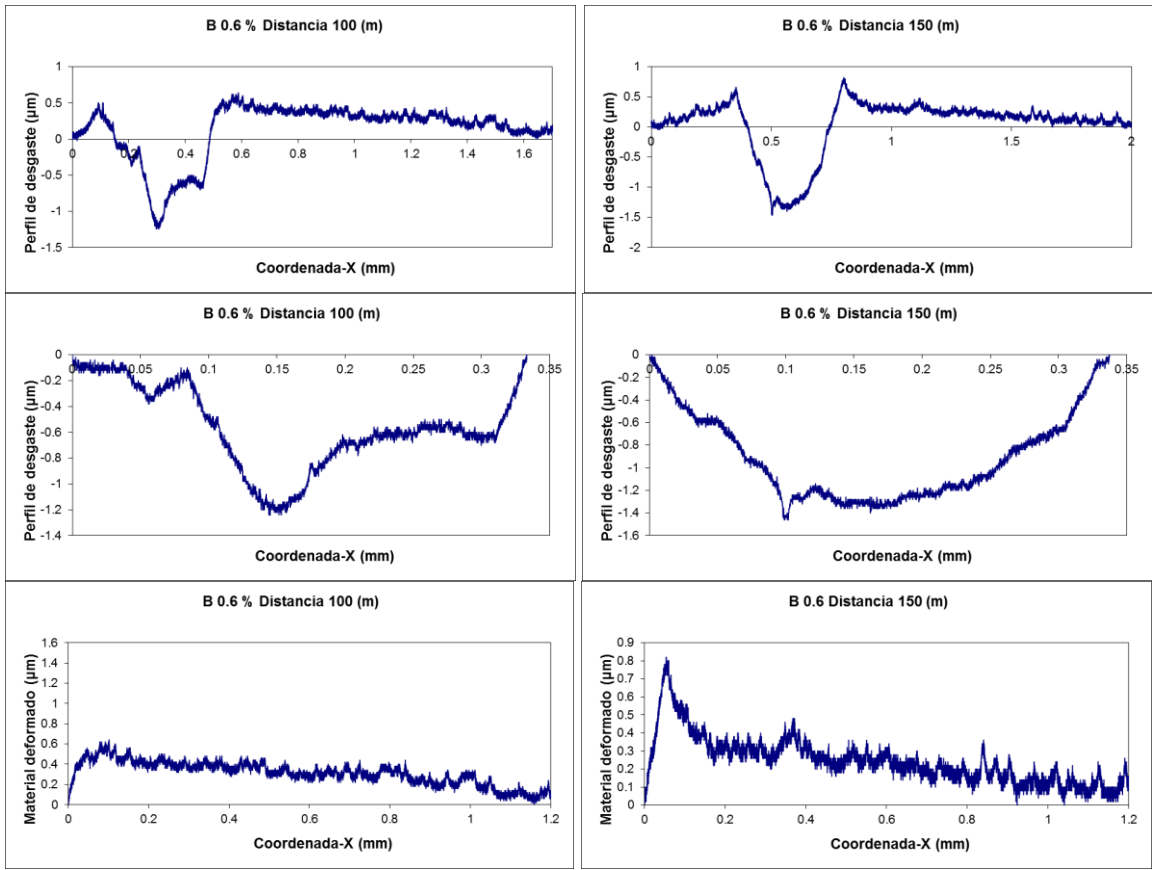 B 0.6 % Distancia 100 (m)
Perfil de desgaste (µm)
1
0.5
0
-0.5
-1
-1.5
0 0.2 0.4 0.6 0.8 1 1.2 1.4 1.6
Coordenada-X (mm)
B 0.6 % Distancia 150 (m)
Perfil de desgaste (µm)
1
0.5
0
-0.5
-1
-1.5
-2
0 0.5 1 1.5 2
Coordenada-X (mm)
B 0.6 % Distancia 100 (m)
Perfil de desgaste (µm)
0
-0.2
-0.4
-0.6
-0.8
-1
-1.2
-1.4
0 0.05 0.1 0.15 0.2 0.25 0.3 0.35
Coordenada-X (mm)
B 0.6 % Distancia 150 (m)
Perfil de desgaste (µm)
0
-0.2
-0.4
-0.6
-0.8
-1
-1.2
-1.4
-1.6
0 0.05 0.1 0.15 0.2 0.25 0.3 0.35
Coordenada-X (mm)
B 0.6 % Distancia 100 (m)
Material deformado (µm)
1.6
1.4
1.2
1
0.8
0.6
0.4
0.2
0
0 0.2 0.4 0.6 0.8 1 1.2
Coordenada-X (mm)
B 0.6 Distancia 150 (m)
Material deformado (µm)
0.9
0.8
0.7
0.6
0.5
0.4
0.3
0.2
0.1
0
0 0.2 0.4 0.6 0.8 1 1.2
Coordenada-X (mm)